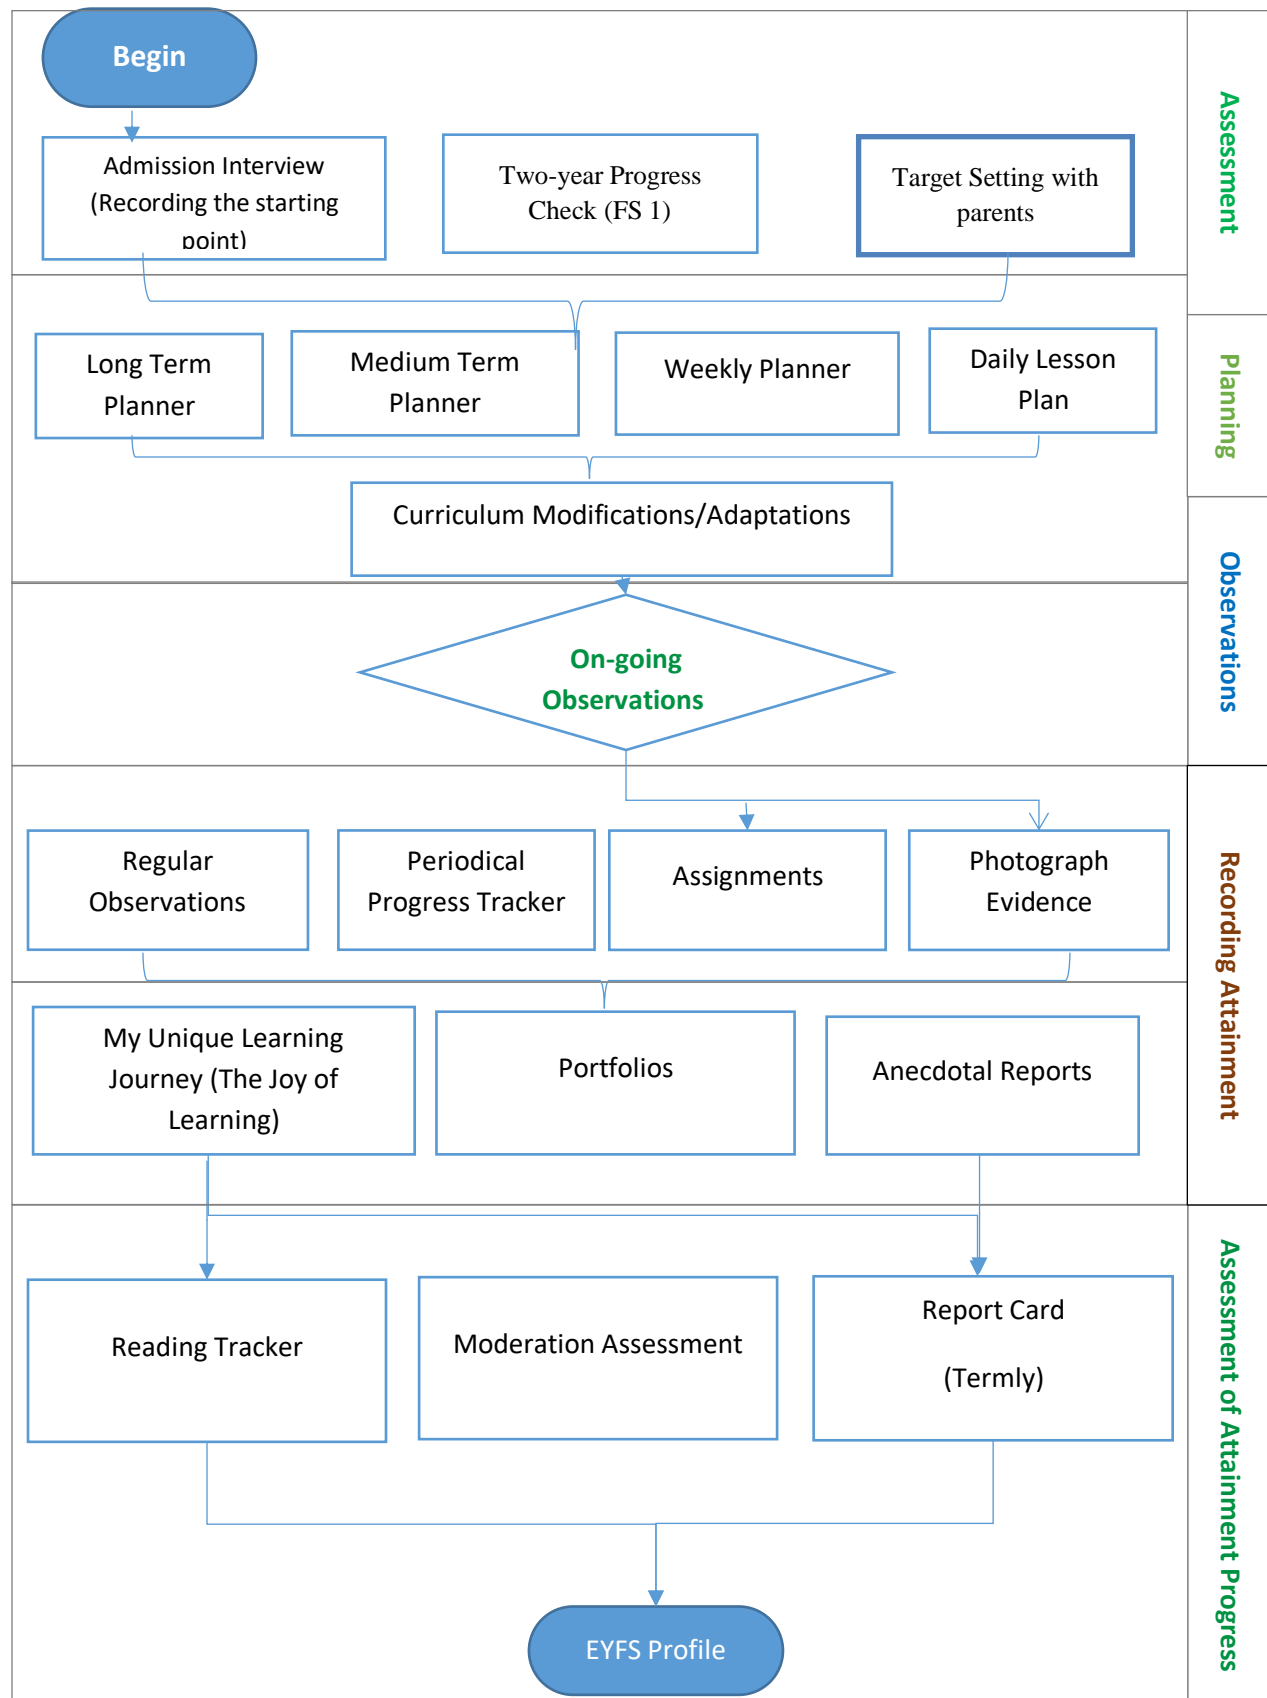 Begin
Assessment
Admission Interview
(Recording the starting
point)
Two-year Progress
Check (FS 1)
Target Setting with
parents
Planning
Long Term
Planner
Medium Term
Planner
Weekly Planner
Daily Lesson
Plan
Curriculum Modifications/Adaptations
Observations
On-going
Observations
Recording Attainment
Regular
Observations
Periodical
Progress Tracker
Assignments
Photograph
Evidence
My Unique Learning
Journey (The Joy of
Learning)
Portfolios
Anecdotal Reports
Assessment of Attainment Progress
Reading Tracker
Moderation Assessment
Report Card
(Termly)
EYFS Profile